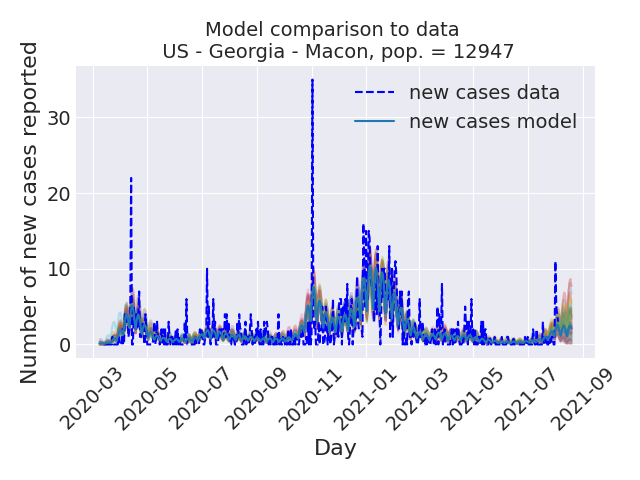 Model comparison to data
US - Georgia - Macon, pop. = 12947
Number of new cases reported
30
20
10
0
new cases data
new cases model
2020-03
2020-05
2020-07
2020-09
2020-11
2021-01
2021-03
2021-05
2021-07
2021-09
Day